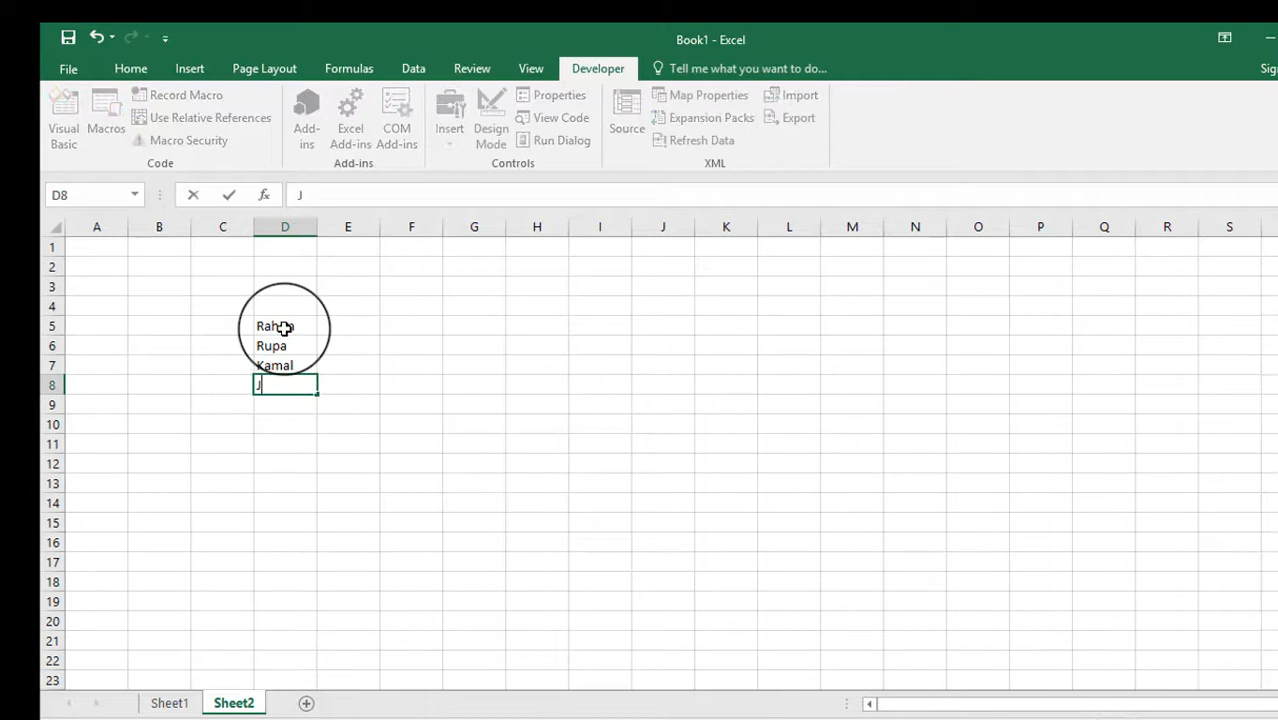 Book1 - Excel
File Home Insert Page Layout Formulas Data Review View Developer Tell me what you want to do...
Visual Basic
Macros
Record Macro
Use Relative References
Macro Security
Code
Add-ins
Excel Add-ins
COM Add-ins
Add-ins
Insert
Design Mode
Properties
View Code
Run Dialog
Controls
Source
Map Properties
Expansion Packs
Refresh Data
Import
Export
XML
D8 fx J
A B C D E F G H I J K L M N O P Q R S
1
2
3
4
5
6 Rupa
7 Kamal
8 J
9
10
11
12
13
14
15
16
17
18
19
20
21
22
23
Sheet1 Sheet2